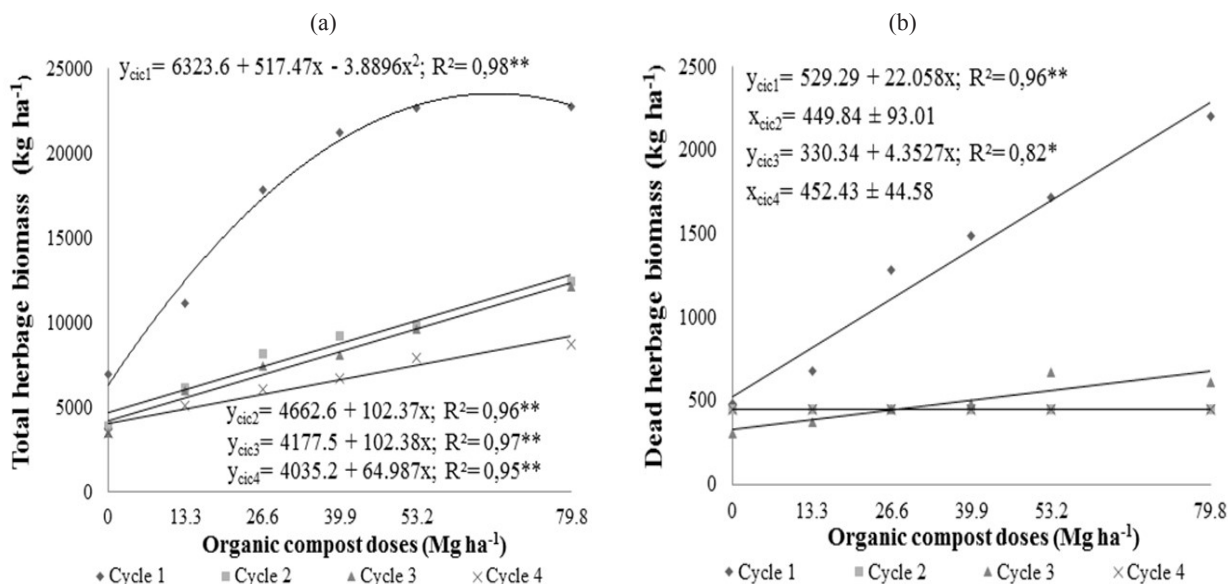 (a)
Total herbage biomass (kg ha⁻¹)
25000
20000
15000
10000
5000
0
y_cic1= 6323.6 + 517.47x - 3.8896x²; R²= 0,98**
y_cic2= 4662.6 + 102.37x; R²= 0,96**
y_cic3= 4177.5 + 102.38x; R²= 0,97**
y_cic4= 4035.2 + 64.987x; R²= 0,95**
0 13.3 26.6 39.9 53.2 79.8
Organic compost doses (Mg ha⁻¹)
Cycle 1 Cycle 2 Cycle 3 Cycle 4
(b)
Dead herbage biomass (kg ha⁻¹)
2500
2000
1500
1000
500
0
y_cic1= 529.29 + 22.058x; R²= 0,96**
x_cic2= 449.84 ± 93.01
y_cic3= 330.34 + 4.3527x; R²= 0,82*
x_cic4= 452.43 ± 44.58
0 13.3 26.6 39.9 53.2 79.8
Organic compost doses (Mg ha⁻¹)
Cycle 1 Cycle 2 Cycle 3 Cycle 4